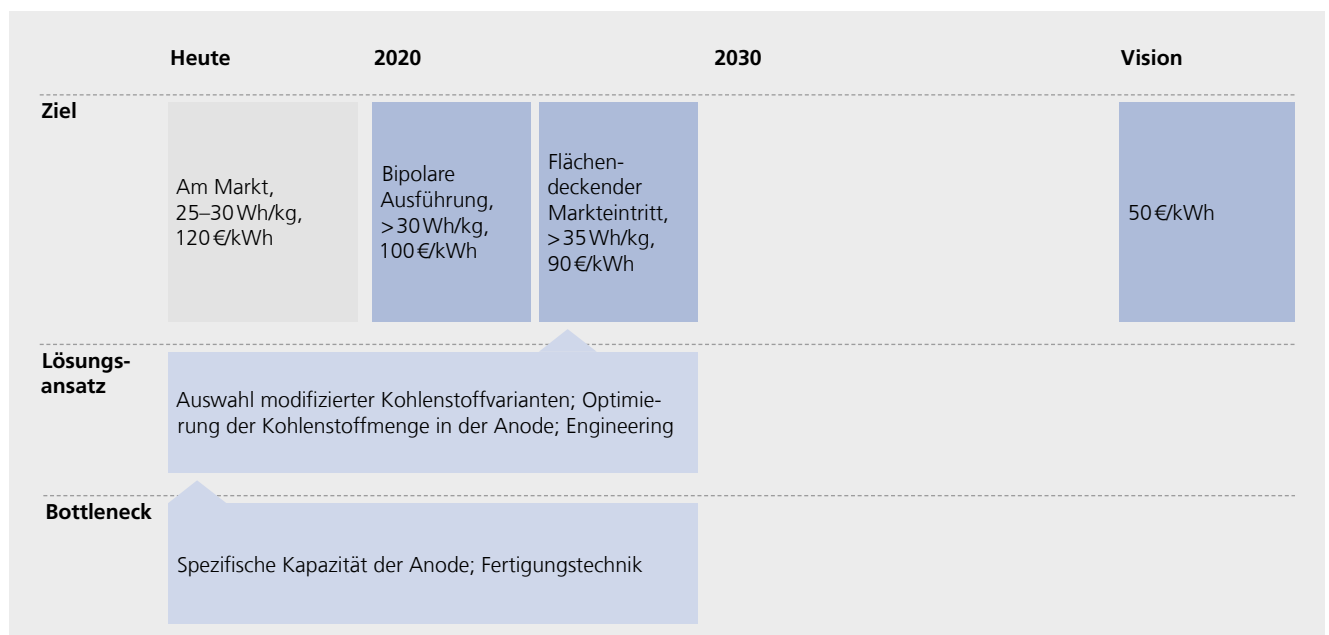 Heute 2020 2030 Vision
Ziel
Am Markt,
25–30 Wh/kg,
120 €/kWh
Bipolare
Ausführung,
>30 Wh/kg,
100 €/kWh
Flächen-
deckender
Markteintritt,
>35 Wh/kg,
90 €/kWh
50 €/kWh
Lösungs-
ansatz
Auswahl modifizierter Kohlenstoffvarianten; Optimie-
rung der Kohlenstoffmenge in der Anode; Engineering
Bottleneck
Spezifische Kapazität der Anode; Fertigungstechnik